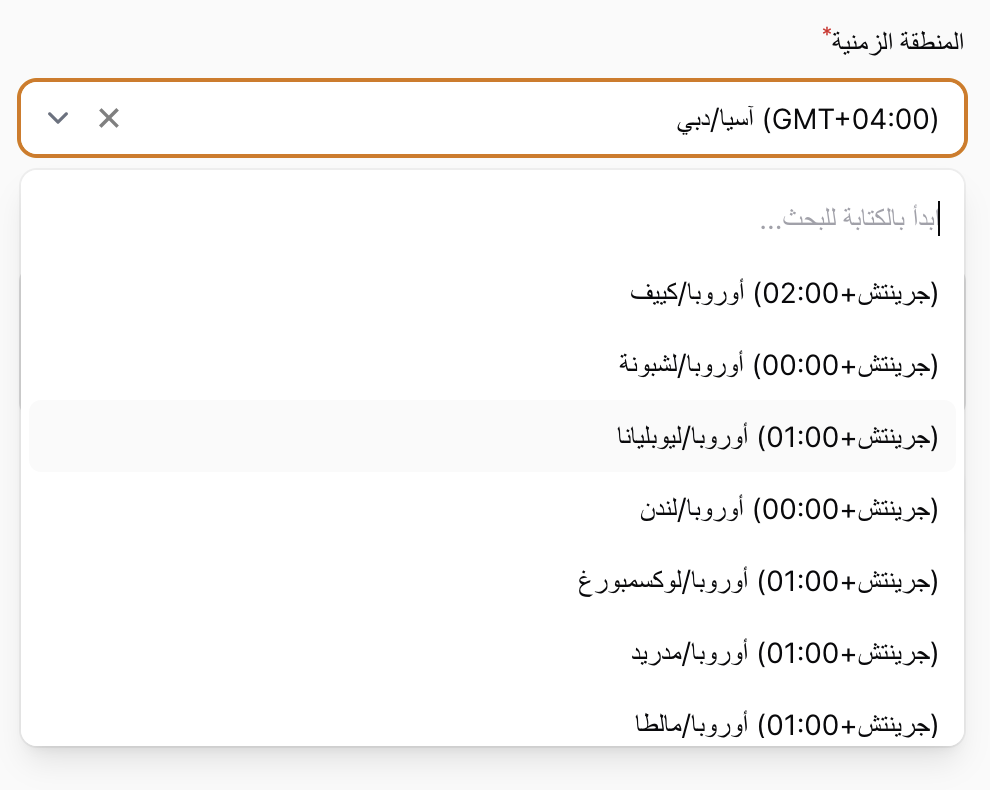 المنطقة الزمنية*
(GMT+04:00) آسيا/دبي
ابدأ بالكتابة للبحث...
(جرينتش+02:00) أوروبا/كييف
(جرينتش+00:00) أوروبا/لشبونة
(جرينتش+01:00) أوروبا/ليوبليانا
(جرينتش+00:00) أوروبا/لندن
(جرينتش+01:00) أوروبا/لوكسمبورغ
(جرينتش+01:00) أوروبا/مدريد
(جرينتش+01:00) أوروبا/مالطا